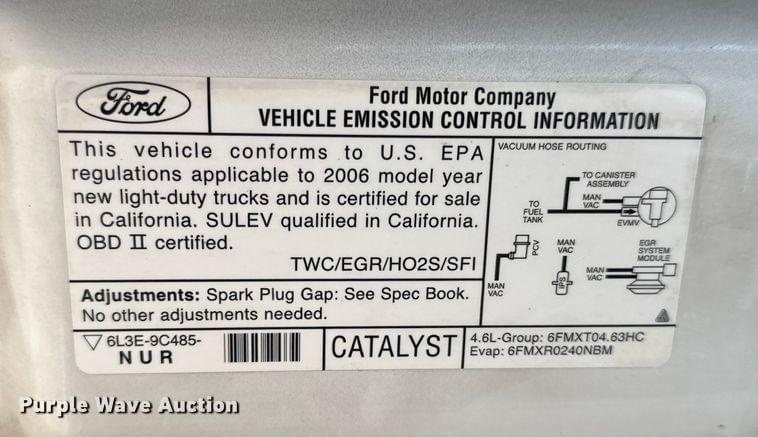 Ford
Ford Motor Company
VEHICLE EMISSION CONTROL INFORMATION
This vehicle conforms to U.S. EPA
regulations applicable to 2006 model year
new light-duty trucks and is certified for sale
in California. SULEV qualified in California.
OBD II certified.
TWC/EGR/HO2S/SFI
Adjustments: Spark Plug Gap: See Spec Book.
No other adjustments needed.
VACUUM HOSE ROUTING
TO CANISTER
ASSEMBLY
MAN
VAC
TO
FUEL
TANK
EVMV
PCV
MAN
VAC
MAN
VAC
IPS
EGR
SYSTEM
MODULE
MAN
VAC
6L3E-9C485-
NUR
CATALYST
4.6L-Group: 6FMXT04.63HC
Evap: 6FMXR0240NBM
Purple Wave Auction